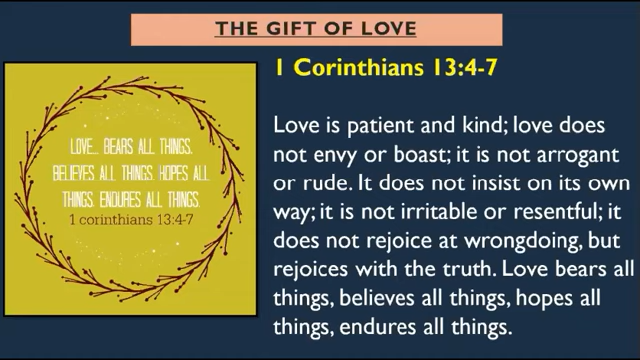 THE GIFT OF LOVE
LOVE... BEARS ALL THINGS,
BELIEVES ALL THINGS, HOPES ALL
THINGS, ENDURES ALL THINGS.
1 corinthians 13:4-7
1 Corinthians 13:4-7
Love is patient and kind; love does
not envy or boast; it is not arrogant
or rude. It does not insist on its own
way; it is not irritable or resentful; it
does not rejoice at wrongdoing, but
rejoices with the truth. Love bears all
things, believes all things, hopes all
things, endures all things.